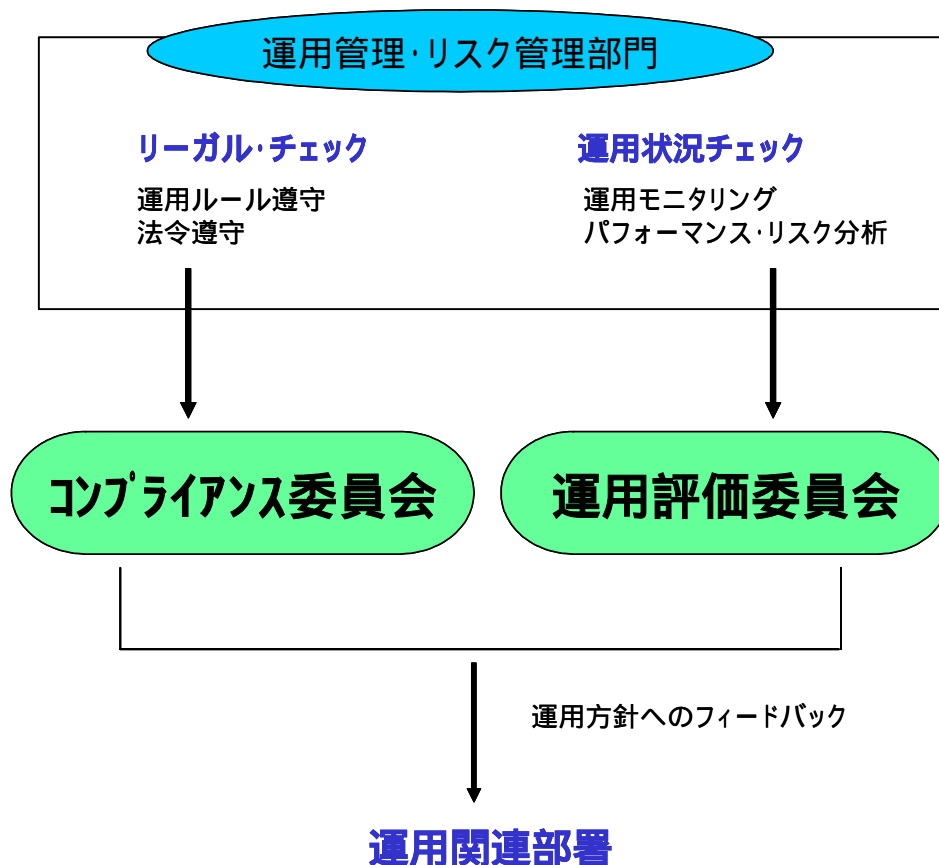 運用管理･リスク管理部門
リーガル･チェック
運用ルール遵守
法令遵守
運用状況チェック
運用モニタリング
パフォーマンス･リスク分析
コンプライアンス委員会
運用評価委員会
運用方針へのフィードバック
運用関連部署